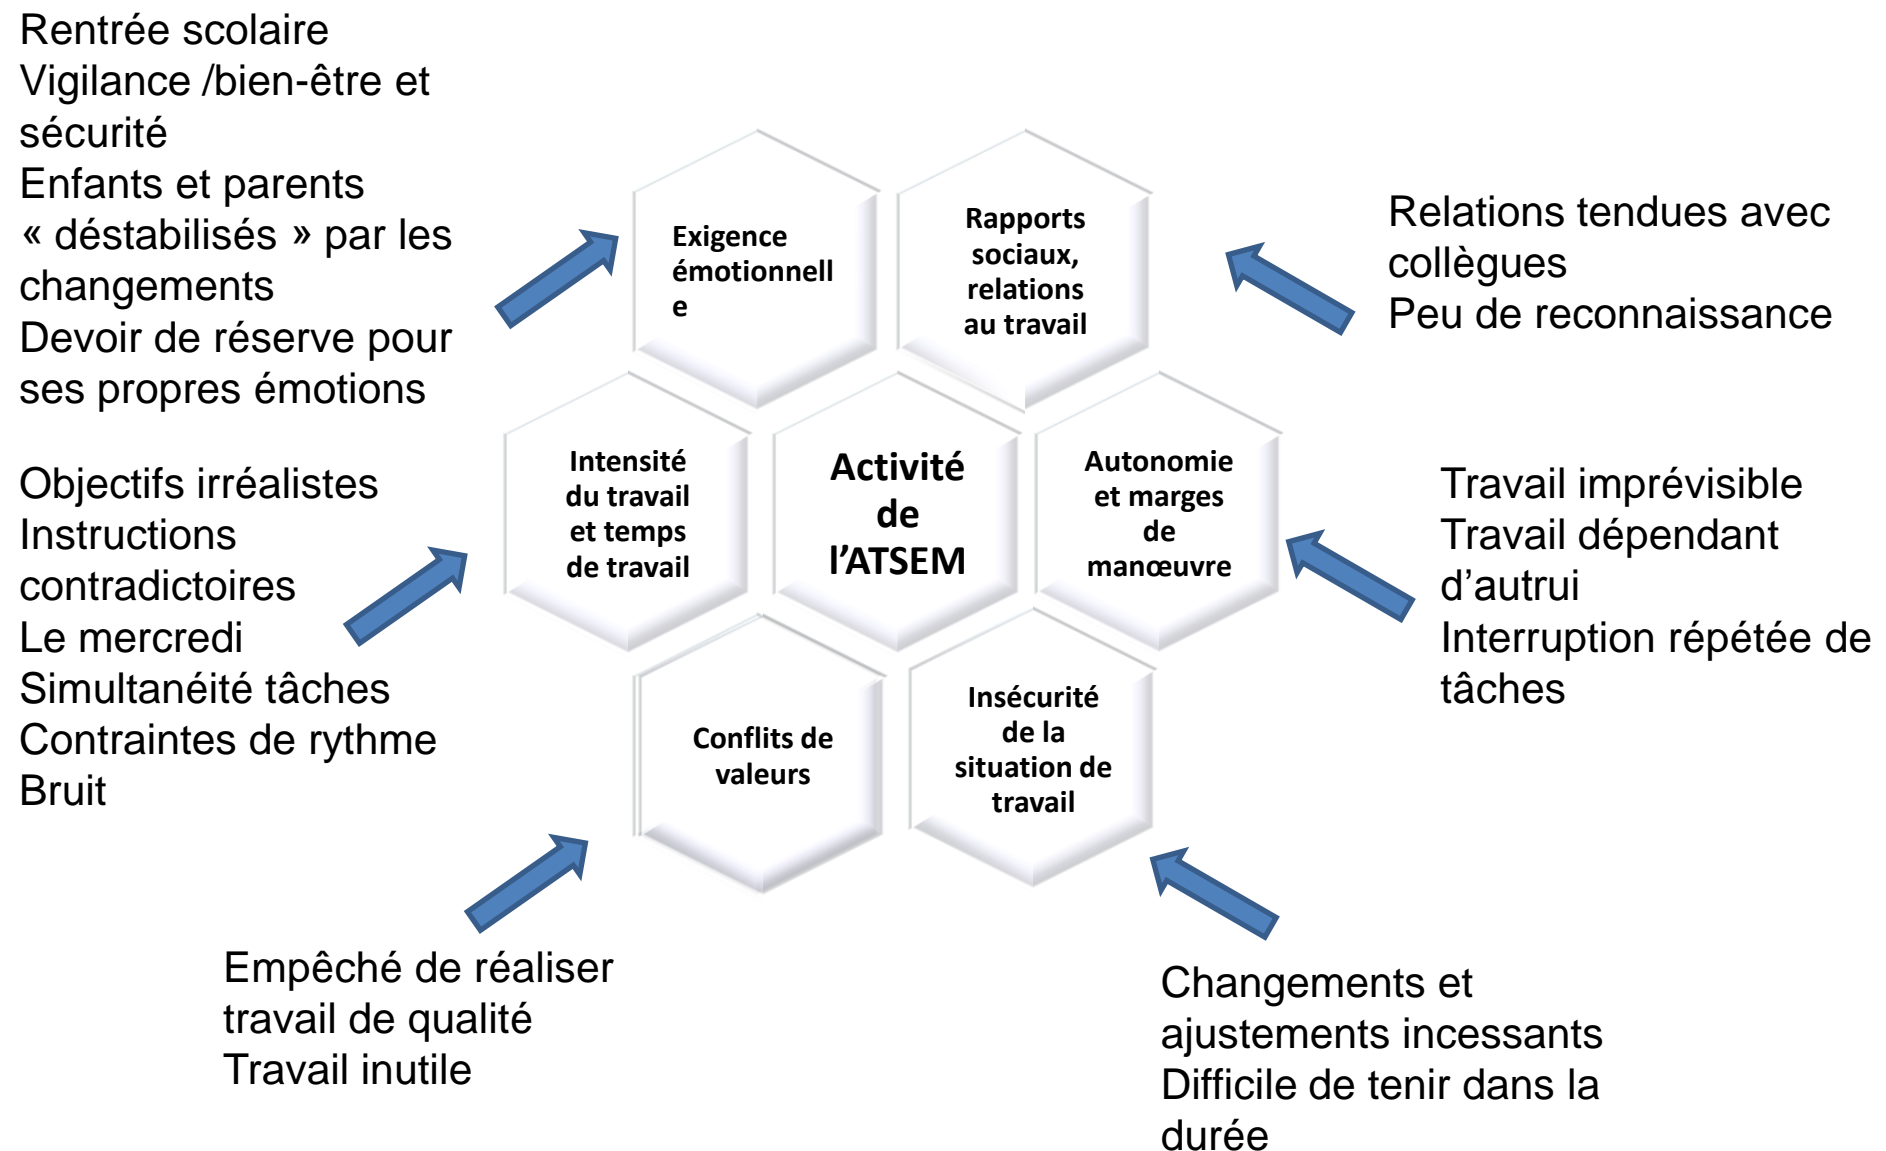 Rentrée scolaire
Vigilance /bien-être et
sécurité
Enfants et parents
« déstabilisés » par les
changements
Devoir de réserve pour
ses propres émotions
Exigence
émotionnell
e
Rapports
sociaux,
relations
au travail
Relations tendues avec
collègues
Peu de reconnaissance
Objectifs irréalistes
Instructions
contradictoires
Le mercredi
Simultanéité tâches
Contraintes de rythme
Bruit
Intensité
du travail
et temps
de travail
Activité
de
l’ATSEM
Autonomie
et marges
de
manœuvre
Travail imprévisible
Travail dépendant
d’autrui
Interruption répétée de
tâches
Conflits de
valeurs
Insécurité
de la
situation de
travail
Empêché de réaliser
travail de qualité
Travail inutile
Changements et
ajustements incessants
Difficile de tenir dans la
durée